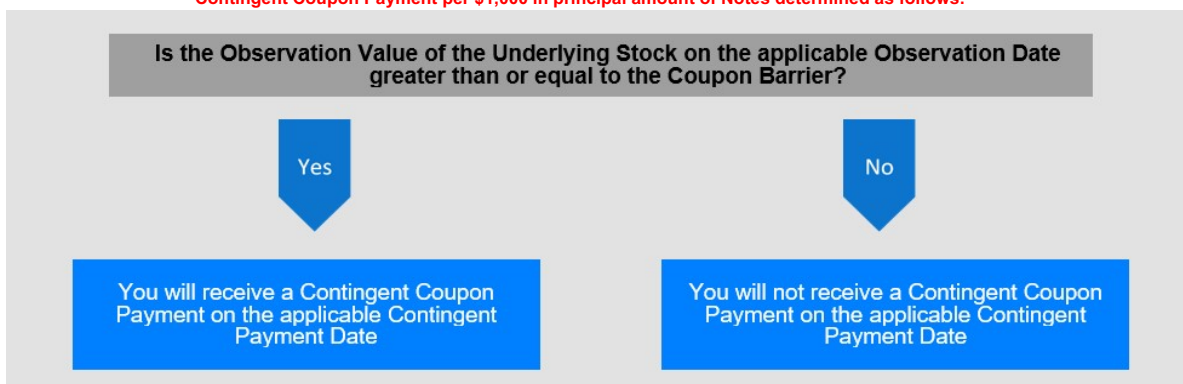 Contingent Coupon Payment per $1,000 in principal amount of Notes determined as follows:
Is the Observation Value of the Underlying Stock on the applicable Observation Date
greater than or equal to the Coupon Barrier?
Yes
No
You will receive a Contingent Coupon
Payment on the applicable Contingent
Payment Date
You will not receive a Contingent Coupon
Payment on the applicable Contingent
Payment Date